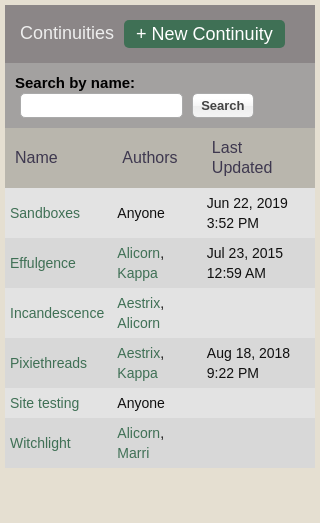 Continuities + New Continuity
Search by name:
Search
Name Authors Last Updated
Sandboxes Anyone Jun 22, 2019 3:52 PM
Effulgence Alicorn, Kappa Jul 23, 2015 12:59 AM
Incandescence Aestrix, Alicorn
Pixiethreads Aestrix, Kappa Aug 18, 2018 9:22 PM
Site testing Anyone
Witchlight Alicorn, Marri